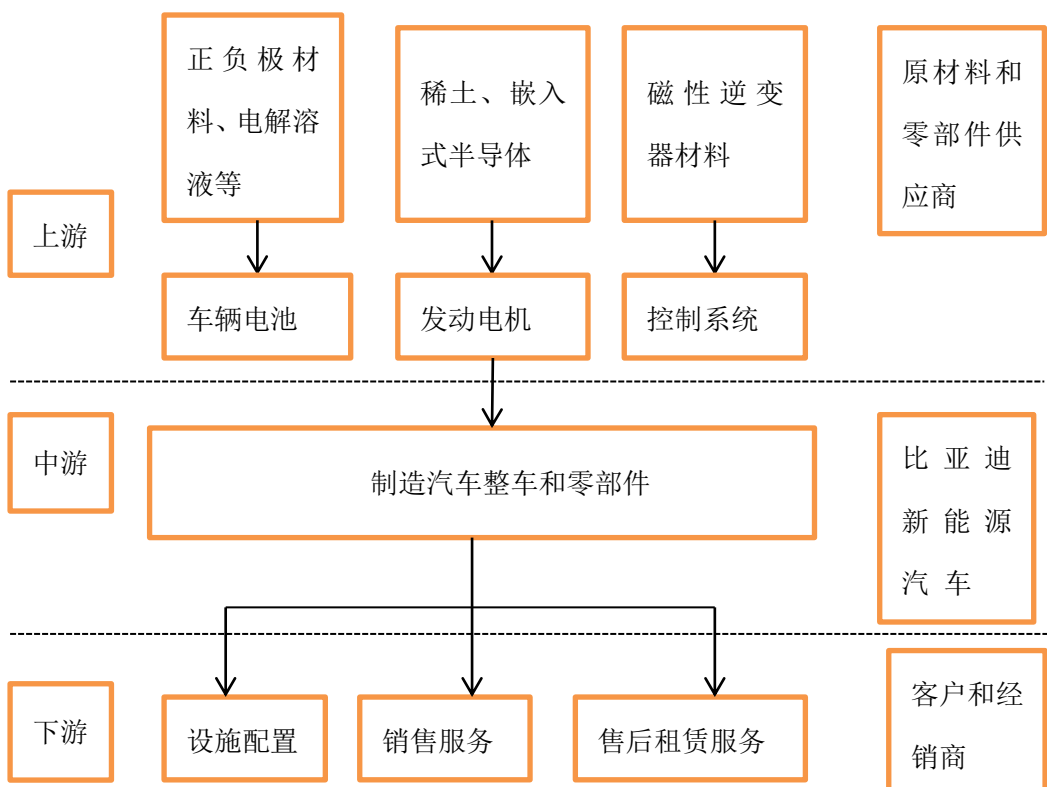 正负极材
料、电解溶
液等
稀土、嵌入
式半导体
磁性逆变
器材料
原材料和
零部件供
应商
上游
车辆电池
发动电机
控制系统
中游
制造汽车整车和零部件
比亚迪
新能源
汽车
下游
设施配置
销售服务
售后租赁服务
客户和经
销商